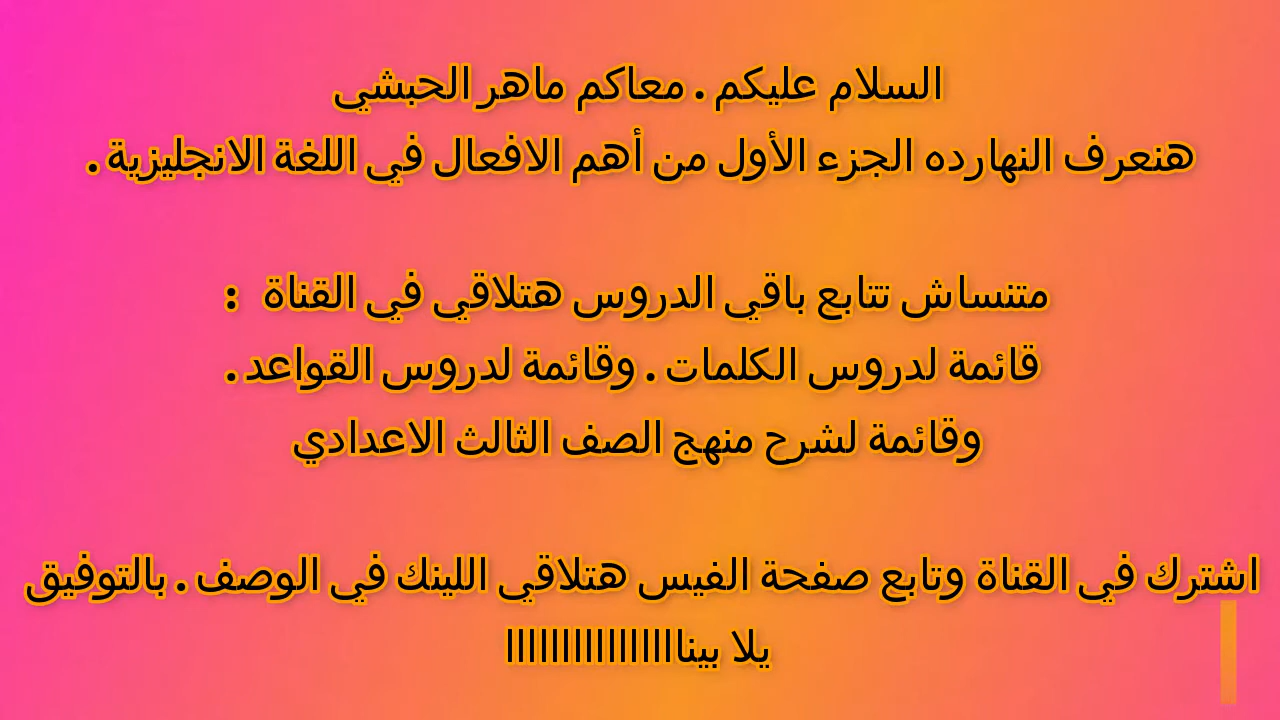 السلام عليكم . معاكم ماهر الحبشي
هنعرف النهارده الجزء الأول من أهم الافعال في اللغة الانجليزية .
متنساش تتابع باقي الدروس هتلاقي في القناة :
قائمة لدروس الكلمات . وقائمة لدروس القواعد .
وقائمة لشرح منهج الصف الثالث الاعدادي
اشترك في القناة وتابع صفحة الفيس هتلاقي اللينك في الوصف . بالتوفيق
يلا بينااااااااااااااااا